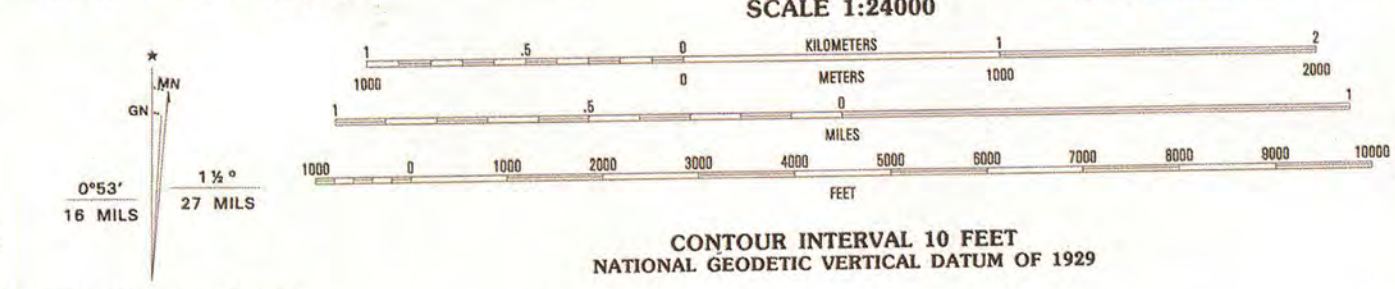 SCALE 1:24000
1 .5 0 KILOMETERS 1 2
1000 0 METERS 1000 2000
1 .5 0 1
MILES
1000 0 1000 2000 3000 4000 5000 6000 7000 8000 9000 10000
FEET
CONTOUR INTERVAL 10 FEET
NATIONAL GEODETIC VERTICAL DATUM OF 1929
★
MN
GN
0°53′
16 MILS
1 ½°
27 MILS